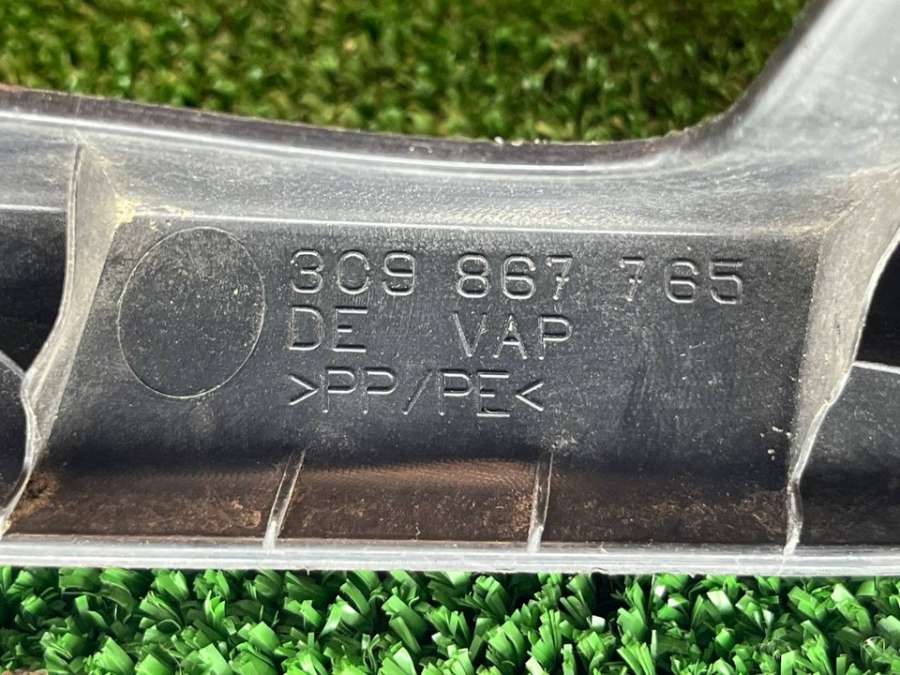 3C9 867 765
DE VAP
>PP/PE<